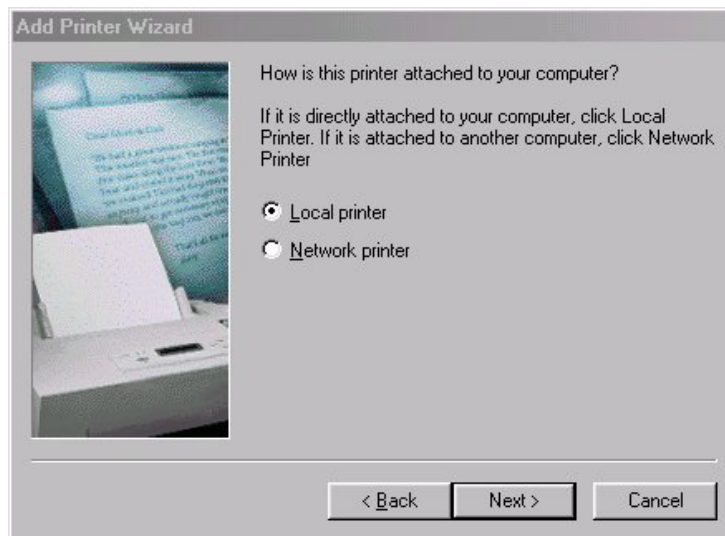 Add Printer Wizard
How is this printer attached to your computer?
If it is directly attached to your computer, click Local
Printer. If it is attached to another computer, click Network
Printer
Local printer
Network printer
< Back
Next >
Cancel